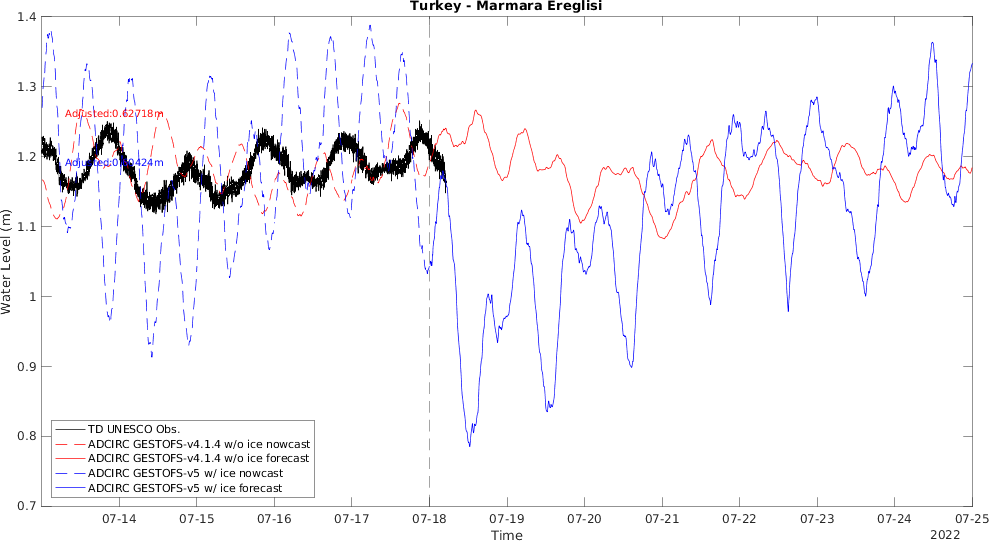 Turkey - Marmara Ereglisi
1.4
1.3
1.2
1.1
1
0.9
0.8
0.7
Water Level (m)
Adjusted:0.62718m
TD UNESCO Obs.
ADCIRC GESTOFS-v4.1.4 w/o ice nowcast
ADCIRC GESTOFS-v4.1.4 w/o ice forecast
ADCIRC GESTOFS-v5 w/ ice nowcast
ADCIRC GESTOFS-v5 w/ ice forecast
07-14 07-15 07-16 07-17 07-18 07-19 07-20 07-21 07-22 07-23 07-24 07-25
Time
2022